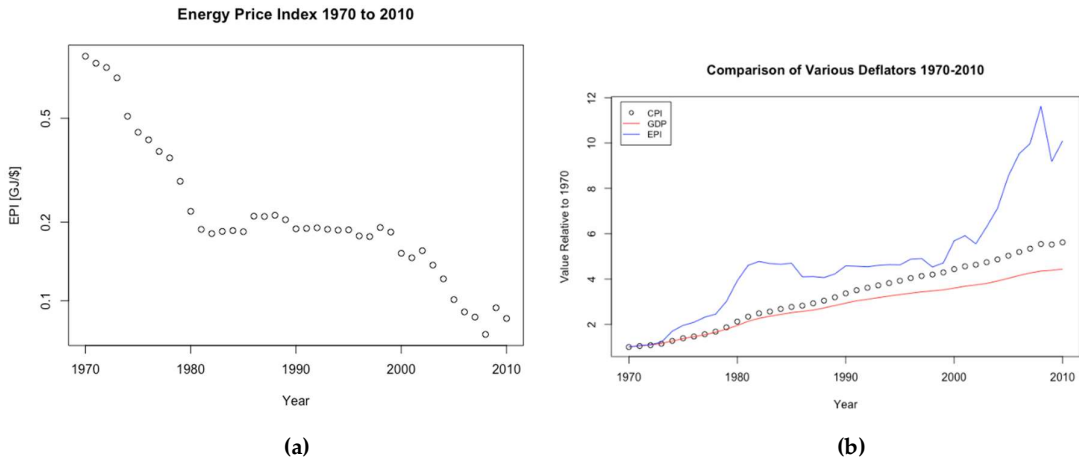 Energy Price Index 1970 to 2010
EPI [GJ/$]
0.5
0.2
0.1
1970 1980 1990 2000 2010
Year
(a)
Comparison of Various Deflators 1970-2010
Value Relative to 1970
12
10
8
6
4
2
CPI
GDP
EPI
1970 1980 1990 2000 2010
Year
(b)